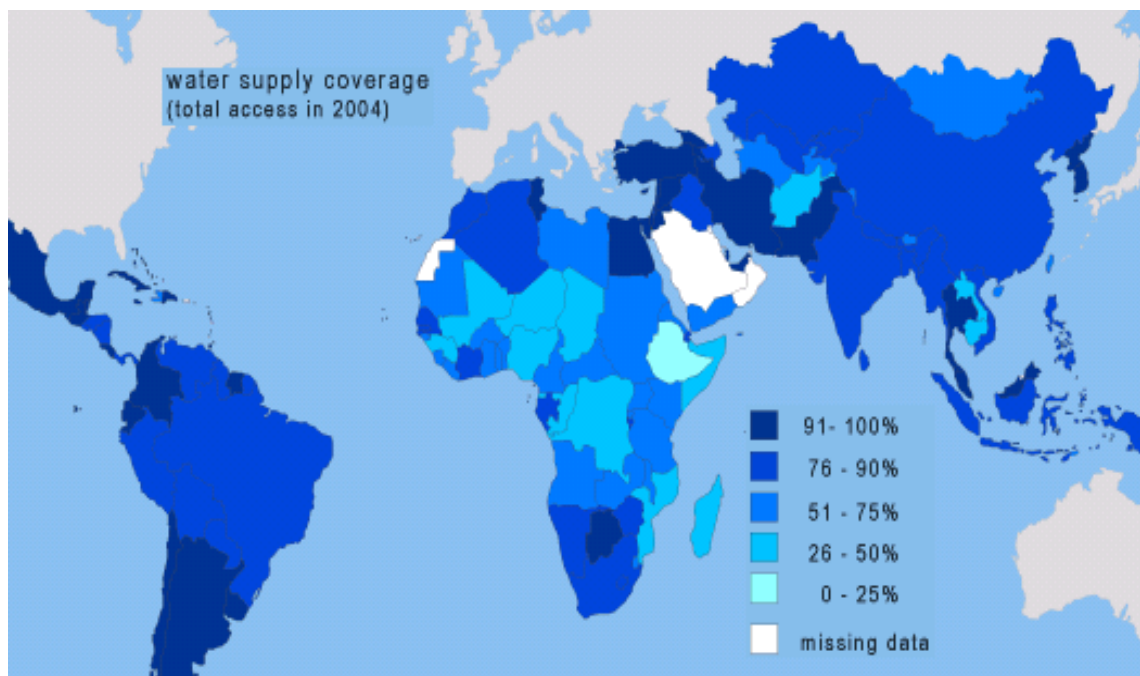 water supply coverage
(total access in 2004)
91- 100%
76 - 90%
51 - 75%
26 - 50%
0 - 25%
missing data